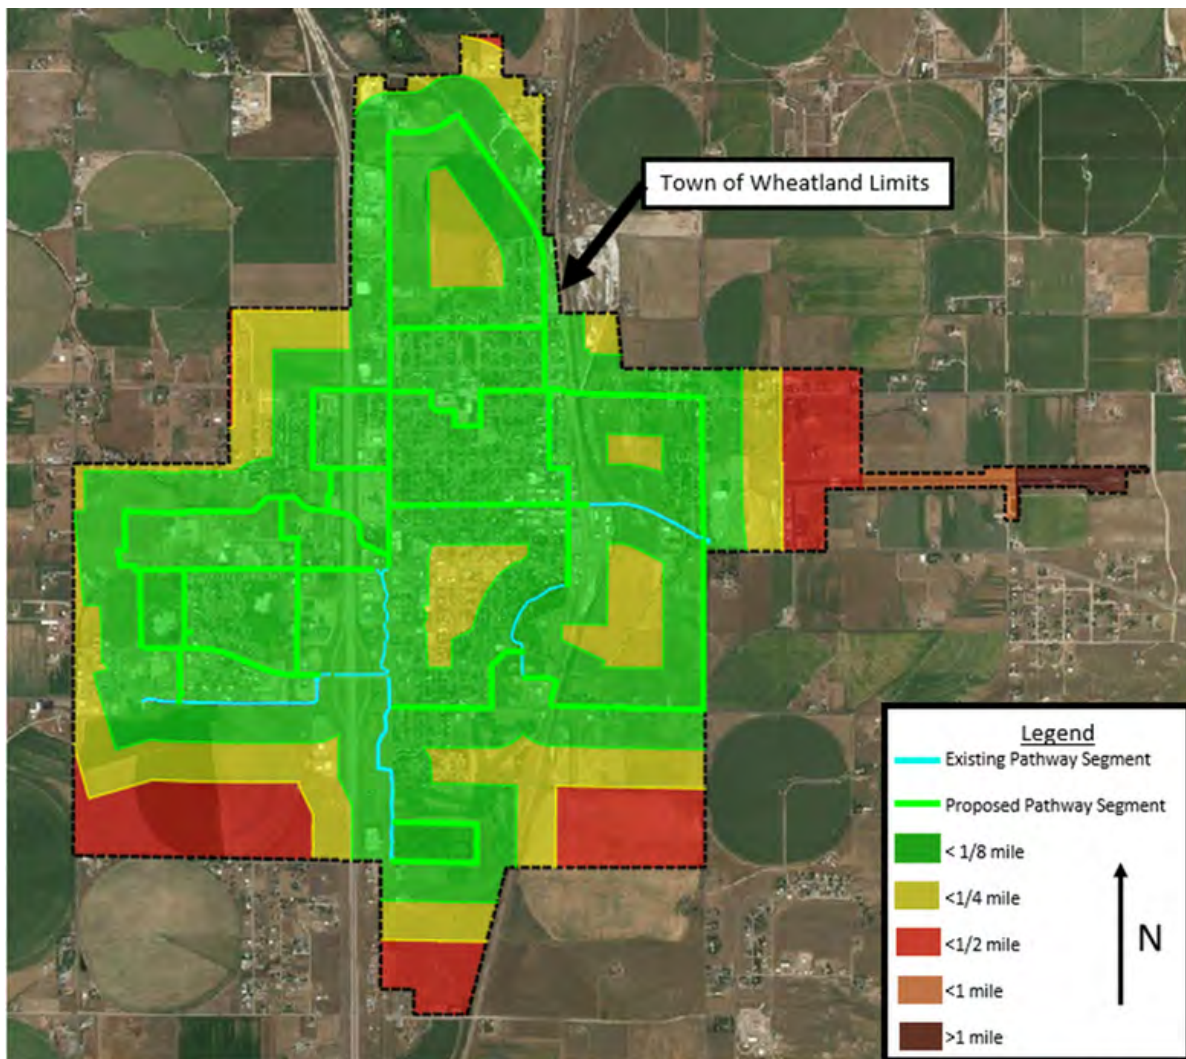 Town of Wheatland Limits
Legend
Existing Pathway Segment
Proposed Pathway Segment
< 1/8 mile
<1/4 mile
<1/2 mile
<1 mile
>1 mile
N